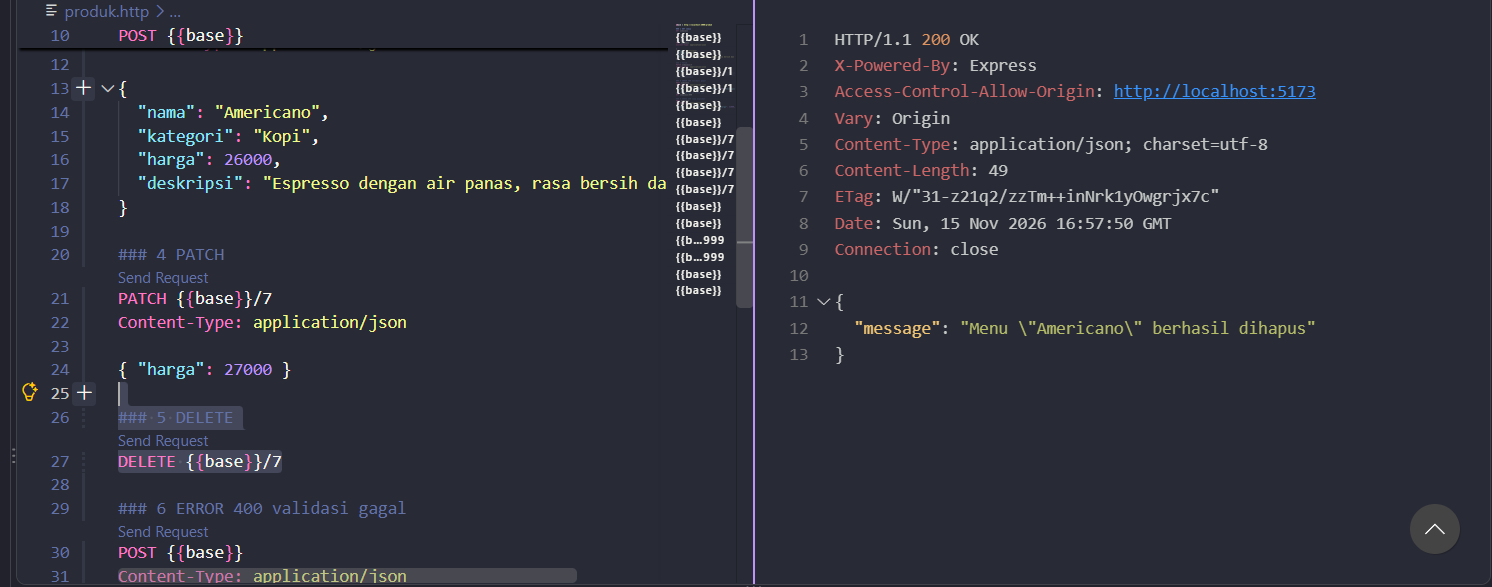 produk.http > ...
10 POST {{base}}
12
13 {
14 "nama": "Americano",
15 "kategori": "Kopi",
16 "harga": 26000,
17 "deskripsi": "Espresso dengan air panas, rasa bersih da
18 }
19
20 ### 4 PATCH
Send Request
21 PATCH {{base}}/7
22 Content-Type: application/json
23
24 { "harga": 27000 }
25
26 ### 5 DELETE
Send Request
27 DELETE {{base}}/7
28
29 ### 6 ERROR 400 validasi gagal
Send Request
30 POST {{base}}
31 Content-Type: application/json
{{base}}
{{base}}
{{base}}/1
{{base}}/1
{{base}}
{{base}}
{{base}}/7
{{base}}/7
{{base}}/7
{{base}}/7
{{base}}
{{base}}
{{b...999
{{b...999
{{base}}
{{base}}
1 HTTP/1.1 200 OK
2 X-Powered-By: Express
3 Access-Control-Allow-Origin: http://localhost:5173
4 Vary: Origin
5 Content-Type: application/json; charset=utf-8
6 Content-Length: 49
7 ETag: W/"31-z21q2/zzTm++inNrk1yOwgrjx7c"
8 Date: Sun, 15 Nov 2026 16:57:50 GMT
9 Connection: close
10
11 {
12 "message": "Menu \"Americano\" berhasil dihapus"
13 }